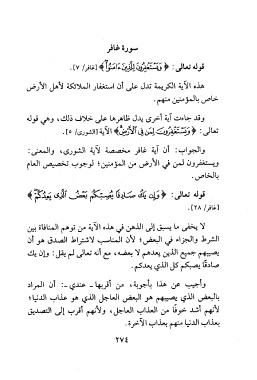 سورة غافر
قوله تعالى: ﴿وَيَسْتَغْفِرُونَ لِلَّذِينَ ءَامَنُوا﴾ [غافر/ ٧].
هذه الآية الكريمة تدل على أن استغفار الملائكة لأهل الأرض
خاص بالمؤمنين منهم.
وقد جاءت آية أخرى يدل ظاهرها على خلاف ذلك، وهي قوله
﴿وَيَسْتَغْفِرُونَ لِمَن فِي الْأَرْضِ﴾ الآية [الشورى/ ٥].
والجواب: أن آية غافر مخصصة لآية الشورى، والمعنى:
ويستغفرون لمن في الأرض من المؤمنين؛ لوجوب تخصيص العام
بالخاص.
قوله تعالى: ﴿وَإِن يَكُ صَادِقًا يُصِبْكُم بَعْضُ الَّذِي يَعِدُكُمْ﴾
[غافر/ ٢٨].
لا يخفى ما يسبق إلى الذهن في هذه الآية من توهم المنافاة بين
الشرط والجزاء في البعض؛ لأن المناسب لاشتراط الصدق هو أن
يصيبهم جميع الذين يعدهم لا بعضه، مع أنه تعالى لم يقل: وإن يك
صادقًا يصبكم كل الذي يعدكم.
وأجيب عن هذا بأجوبة، من أقربها-عندي-: أن المراد
بالبعض الذي يصيبهم هو البعض العاجل الذي هو عذاب الدنيا؛
لأنهم أشد خوفًا من العذاب العاجل، ولأنهم أقرب إلى التصديق
بعذاب الدنيا منهم بعذاب الآخرة.
٢٧٤